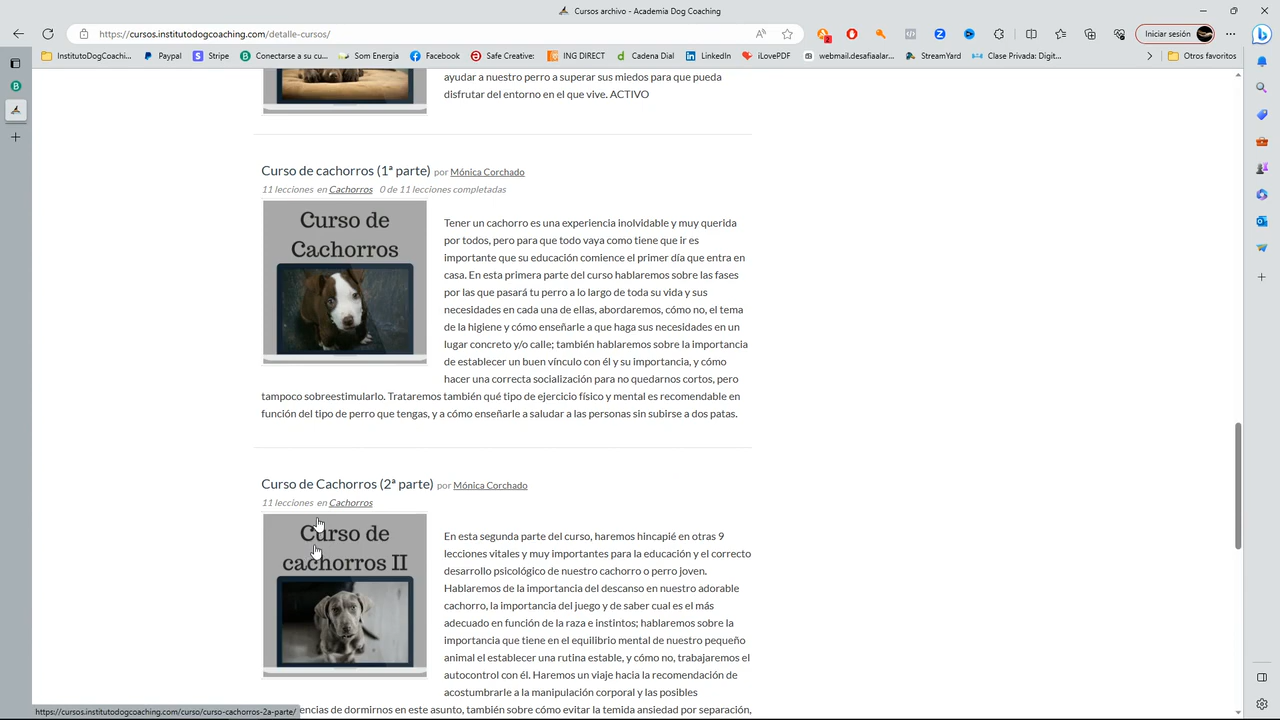 Cursos archivo - Academia Dog Coaching
https://cursos.institutodogcoaching.com/detalle-cursos/
Iniciar sesión
InstitutoDogCoachi... Paypal Stripe Conectarse a su cu... Som Energia Facebook Safe Creative: ING DIRECT Cadena Dial LinkedIn iLovePDF webmail.desafiaalar... StreamYard Clase Privada: Digit... Otros favoritos
ayudar a nuestro perro a superar sus miedos para que pueda
disfrutar del entorno en el que vive. ACTIVO
Curso de cachorros (1ª parte) por Mónica Corchado
11 lecciones en Cachorros 0 de 11 lecciones completadas
Curso de
Cachorros
Tener un cachorro es una experiencia inolvidable y muy querida
por todos, pero para que todo vaya como tiene que ir es
importante que su educación comience el primer día que entra en
casa. En esta primera parte del curso hablaremos sobre las fases
por las que pasará tu perro a lo largo de toda su vida y sus
necesidades en cada una de ellas, abordaremos, cómo no, el tema
de la higiene y cómo enseñarle a que haga sus necesidades en un
lugar concreto y/o calle; también hablaremos sobre la importancia
de establecer un buen vínculo con él y su importancia, y cómo
hacer una correcta socialización para no quedarnos cortos, pero
tampoco sobreestimularlo. Trataremos también qué tipo de ejercicio físico y mental es recomendable en
función del tipo de perro que tengas, y a cómo enseñarle a saludar a las personas sin subirse a dos patas.
Curso de Cachorros (2ª parte) por Mónica Corchado
11 lecciones en Cachorros
Curso de
cachorros II
En esta segunda parte del curso, haremos hincapié en otras 9
lecciones vitales y muy importantes para la educación y el correcto
desarrollo psicológico de nuestro cachorro o perro joven.
Hablaremos de la importancia del descanso en nuestro adorable
cachorro, la importancia del juego y de saber cual es el más
adecuado en función de la raza e instintos; hablaremos sobre la
importancia que tiene en el equilibrio mental de nuestro pequeño
animal el establecer una rutina estable, y cómo no, trabajaremos el
autocontrol con él. Haremos un viaje hacia la recomendación de
acostumbrarle a la manipulación corporal y las posibles
encias de dormirnos en este asunto, también sobre cómo evitar la temida ansiedad por separación,
https://cursos.institutodogcoaching.com/curso/curso-cachorros-2a-parte/